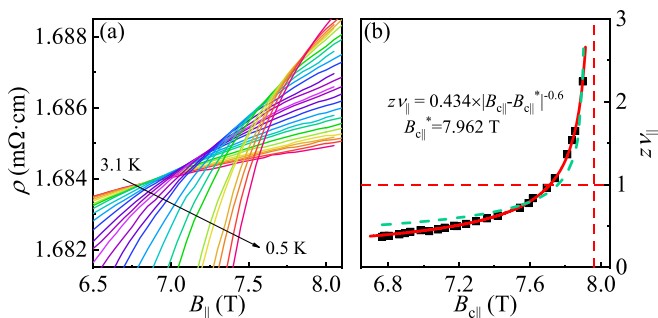 (a)
ρ (mΩ·cm)
1.688
1.686
1.684
1.682
3.1 K
0.5 K
6.5 7.0 7.5 8.0
B∥ (T)
(b)
zν∥ = 0.434×|Bc∥-Bc∥*|-0.6
Bc∥*= 7.962 T
3
2
1
0
zν∥
6.8 7.2 7.6 8.0
Bc∥ (T)